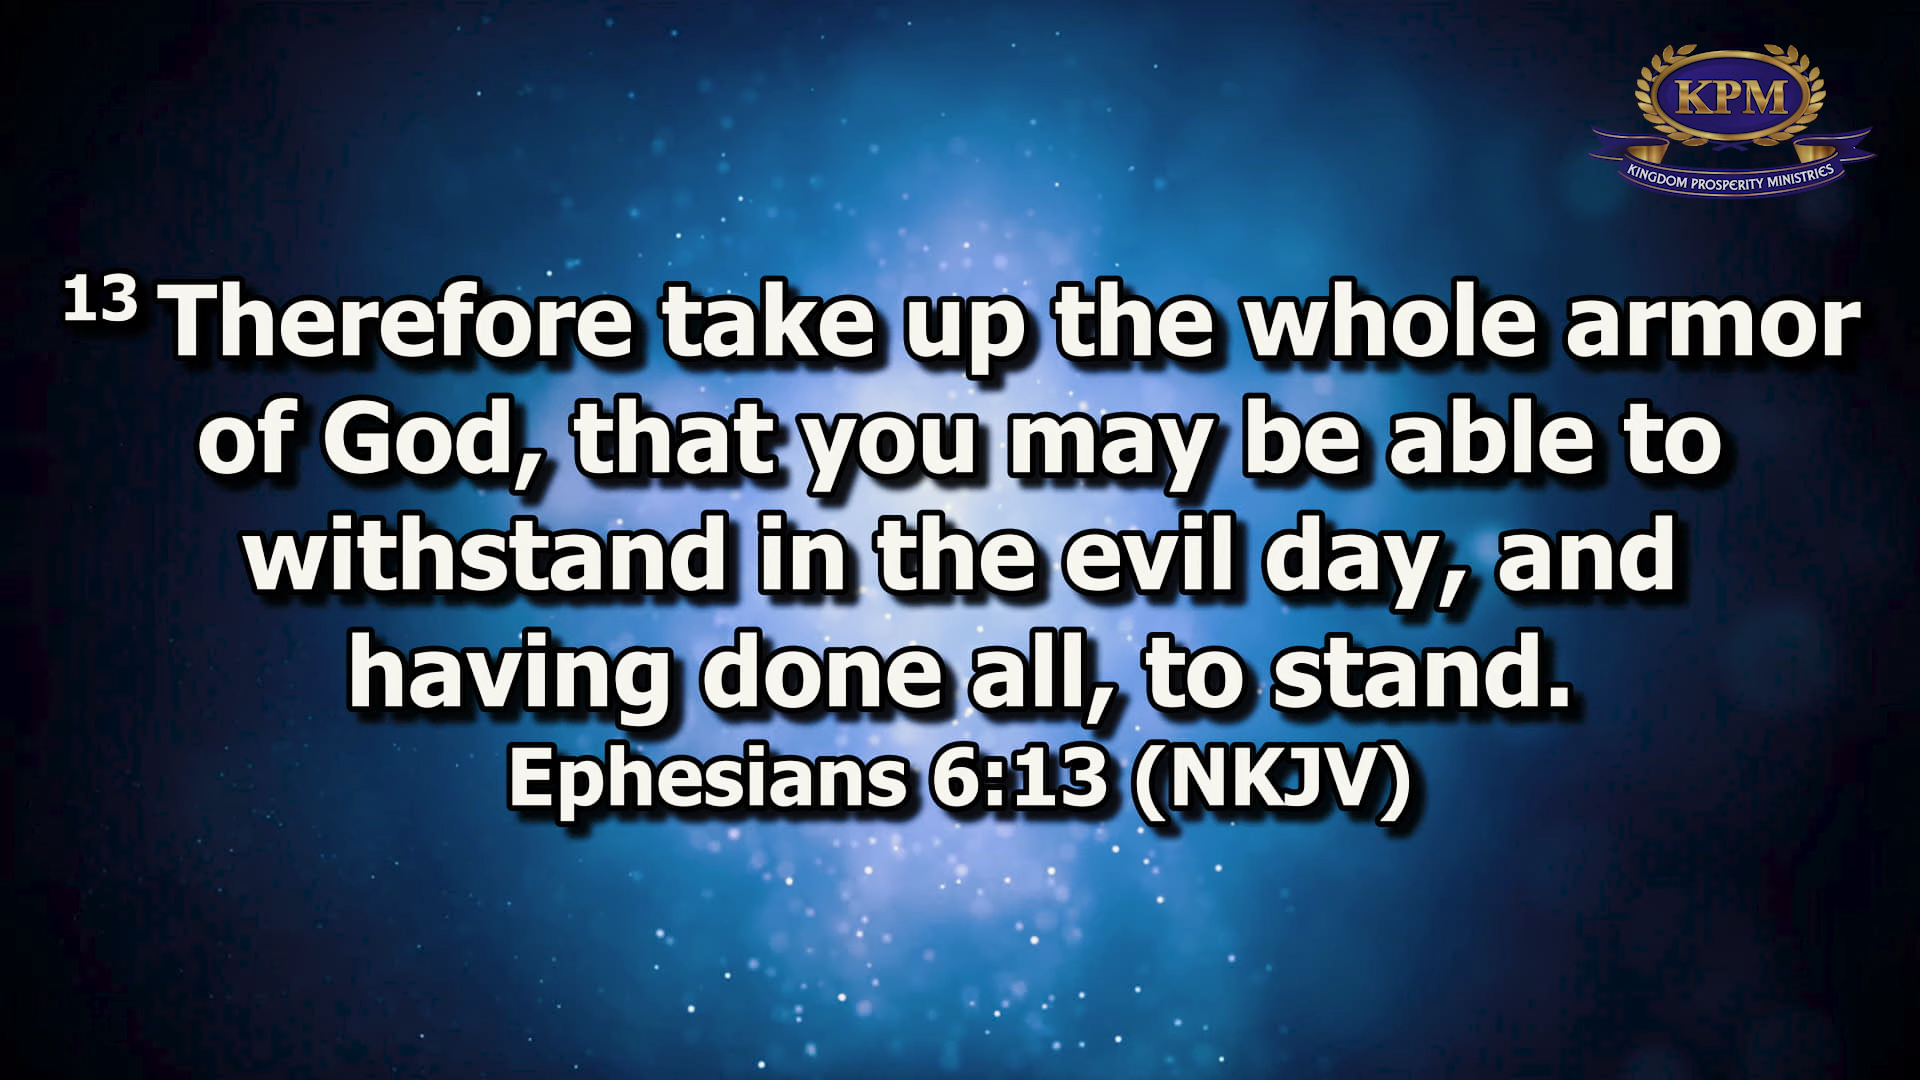 KPM
KINGDOM PROSPERITY MINISTRIES
13 Therefore take up the whole armor
of God, that you may be able to
withstand in the evil day, and
having done all, to stand.
Ephesians 6:13 (NKJV)